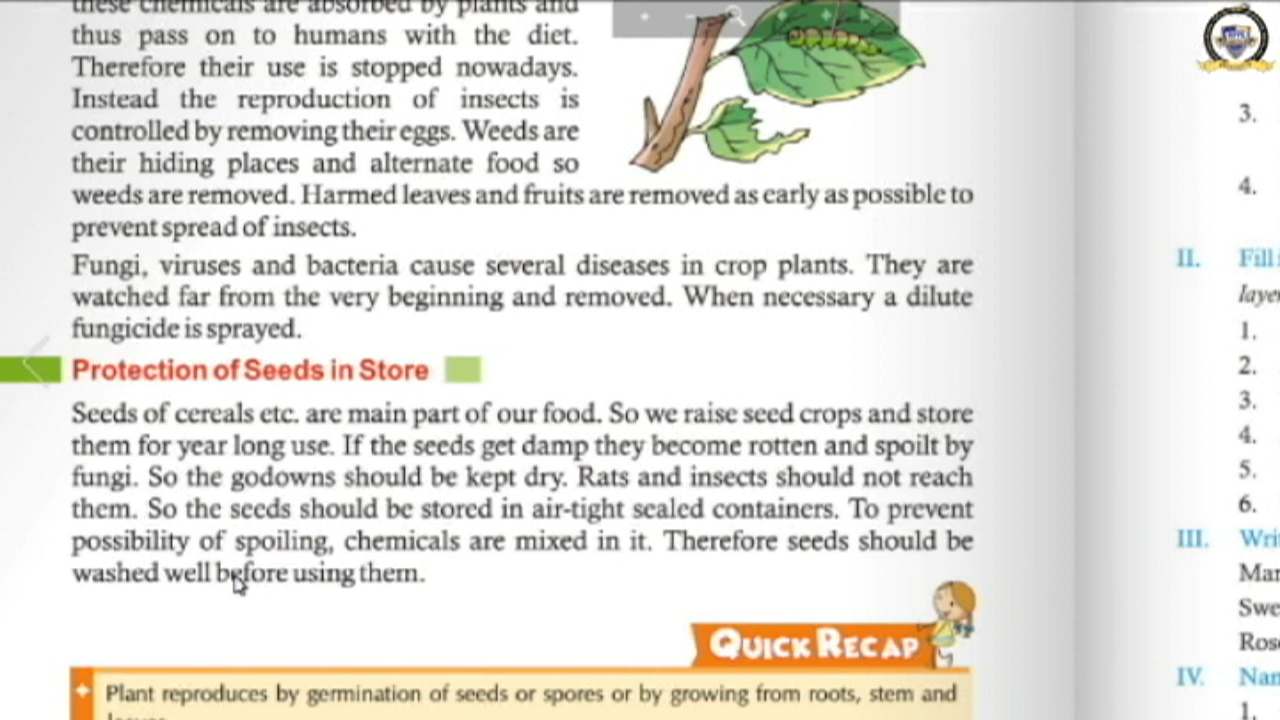 these chemicals are absorbed by plants and
thus pass on to humans with the diet.
Therefore their use is stopped nowadays.
Instead the reproduction of insects is
controlled by removing their eggs. Weeds are
their hiding places and alternate food so
weeds are removed. Harmed leaves and fruits are removed as early as possible to
prevent spread of insects.
Fungi, viruses and bacteria cause several diseases in crop plants. They are
watched far from the very beginning and removed. When necessary a dilute
fungicide is sprayed.
Protection of Seeds in Store
Seeds of cereals etc. are main part of our food. So we raise seed crops and store
them for year long use. If the seeds get damp they become rotten and spoilt by
fungi. So the godowns should be kept dry. Rats and insects should not reach
them. So the seeds should be stored in air-tight sealed containers. To prevent
possibility of spoiling, chemicals are mixed in it. Therefore seeds should be
washed well before using them.
QUICK RECAP
Plant reproduces by germination of seeds or spores or by growing from roots, stem and
3.
4.
II. Fill
1.
2.
3.
4.
5.
6.
III.
IV.
1.